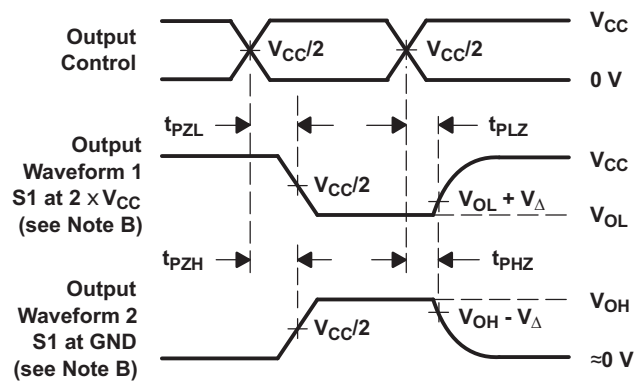 V_CC
Output
Control
V_CC/2
V_CC/2
0 V
t_PZL
t_PLZ
Output
Waveform 1
S1 at 2 x V_CC
(see Note B)
V_CC
V_CC/2
V_OL + V_Δ
V_OL
t_PZH
t_PHZ
Output
Waveform 2
S1 at GND
(see Note B)
V_OH
V_CC/2
V_OH - V_Δ
≈0 V